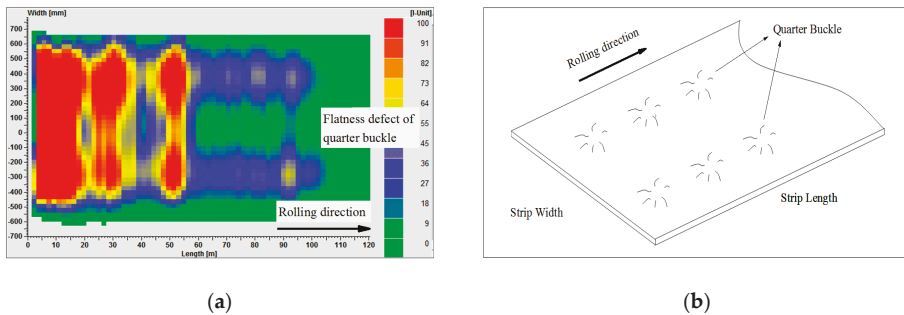 Width [mm]
[I-Unit]
700
600
500
400
300
200
100
0
-100
-200
-300
-400
-500
-600
-700
0 10 20 30 40 50 60 70 80 90 100 110 120
Length [m]
100
91
82
73
64
55
45
36
27
18
9
0
Flatness defect of
quarter buckle
Rolling direction
(a)
Rolling direction
Quarter Buckle
Strip Width
Strip Length
(b)